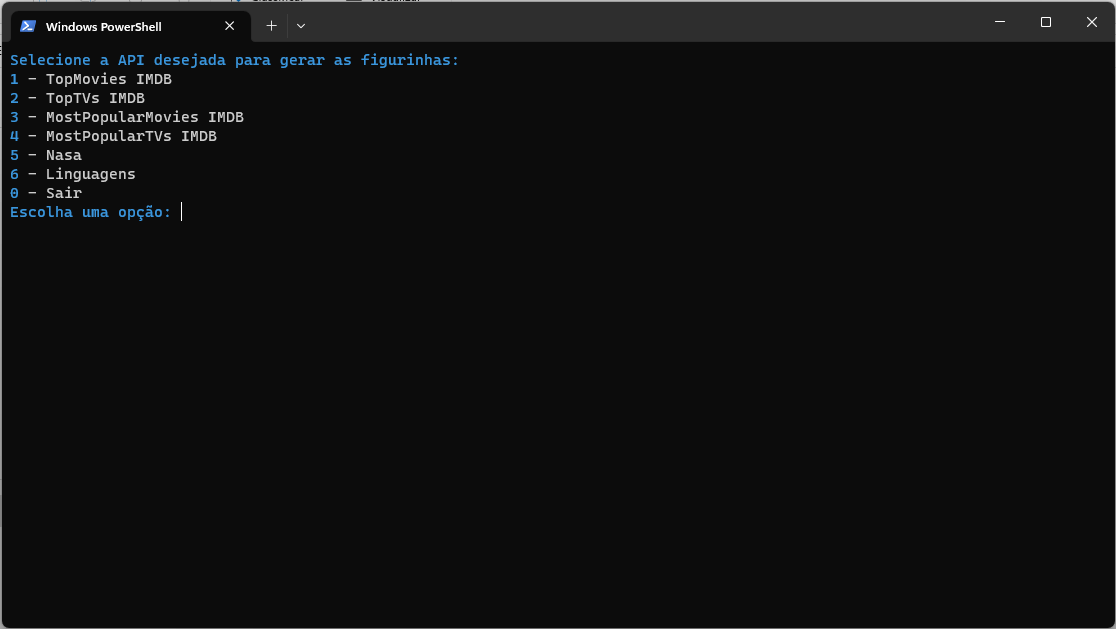 Windows PowerShell
Selecione a API desejada para gerar as figurinhas:
1 - TopMovies IMDB
2 - TopTVs IMDB
3 - MostPopularMovies IMDB
4 - MostPopularTVs IMDB
5 - Nasa
6 - Linguagens
0 - Sair
Escolha uma opção: